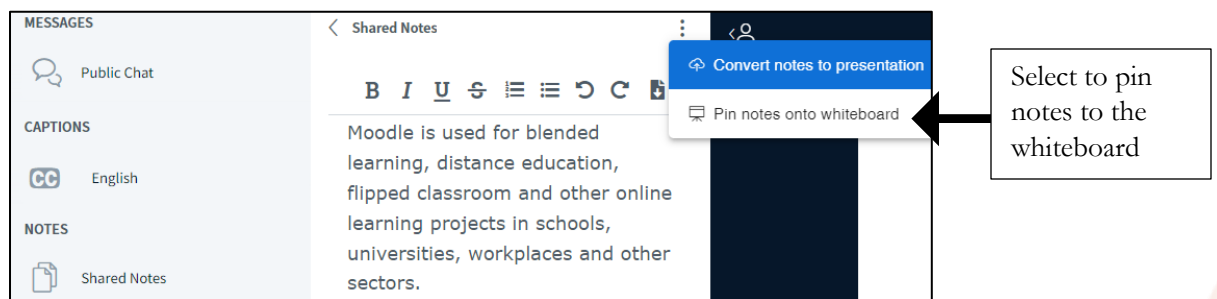 MESSAGES
Public Chat
CAPTIONS
CC English
NOTES
Shared Notes
Shared Notes
B I U S
Convert notes to presentation
Pin notes onto whiteboard
Moodle is used for blended
learning, distance education,
flipped classroom and other online
learning projects in schools,
universities, workplaces and other
sectors.
Select to pin
notes to the
whiteboard